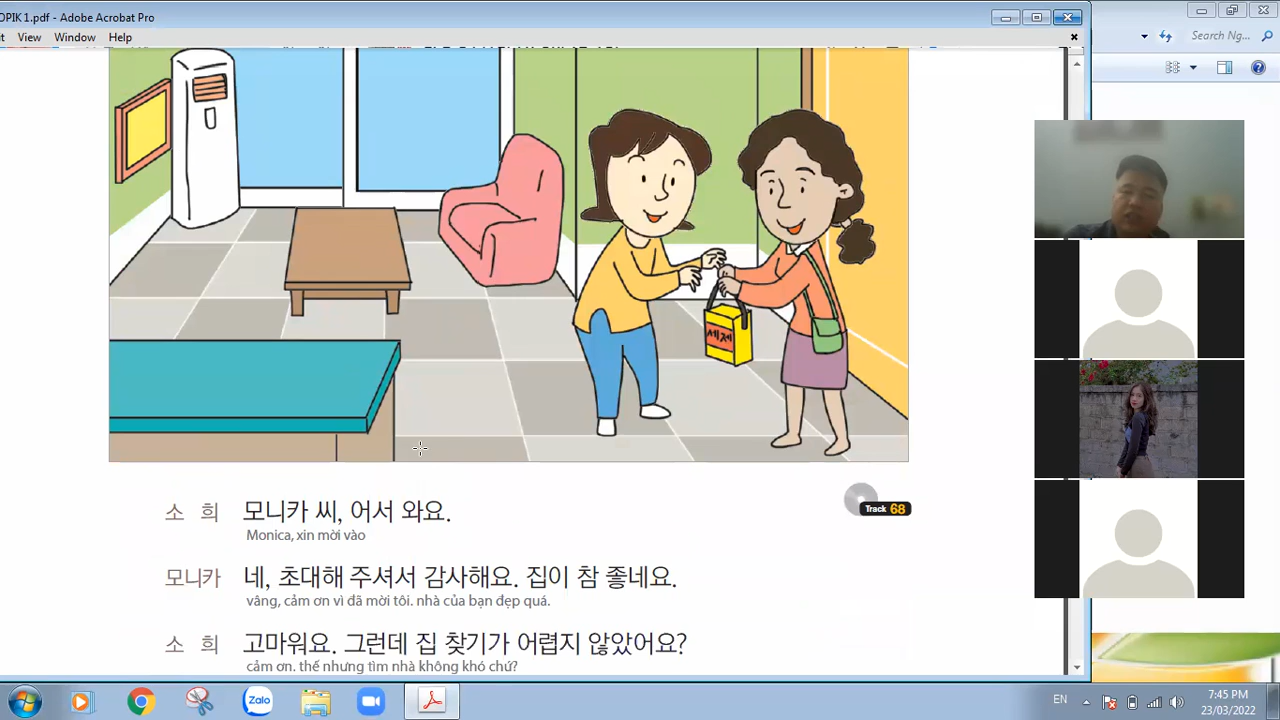 OPIK 1.pdf - Adobe Acrobat Pro
View Window Help
Search Ng...
세제
Track 68
소 희 모니카 씨, 어서 와요.
Monica, xin mời vào
모니카 네, 초대해 주셔서 감사해요. 집이 참 좋네요.
vâng, cảm ơn vì đã mời tôi. nhà của bạn dẹp quá.
소 희 고마워요. 그런데 집 찾기가 어렵지 않았어요?
cảm ơn. thế nhưng tìm nhà không khó chứ?
Zalo
EN
7:45 PM
23/03/2022